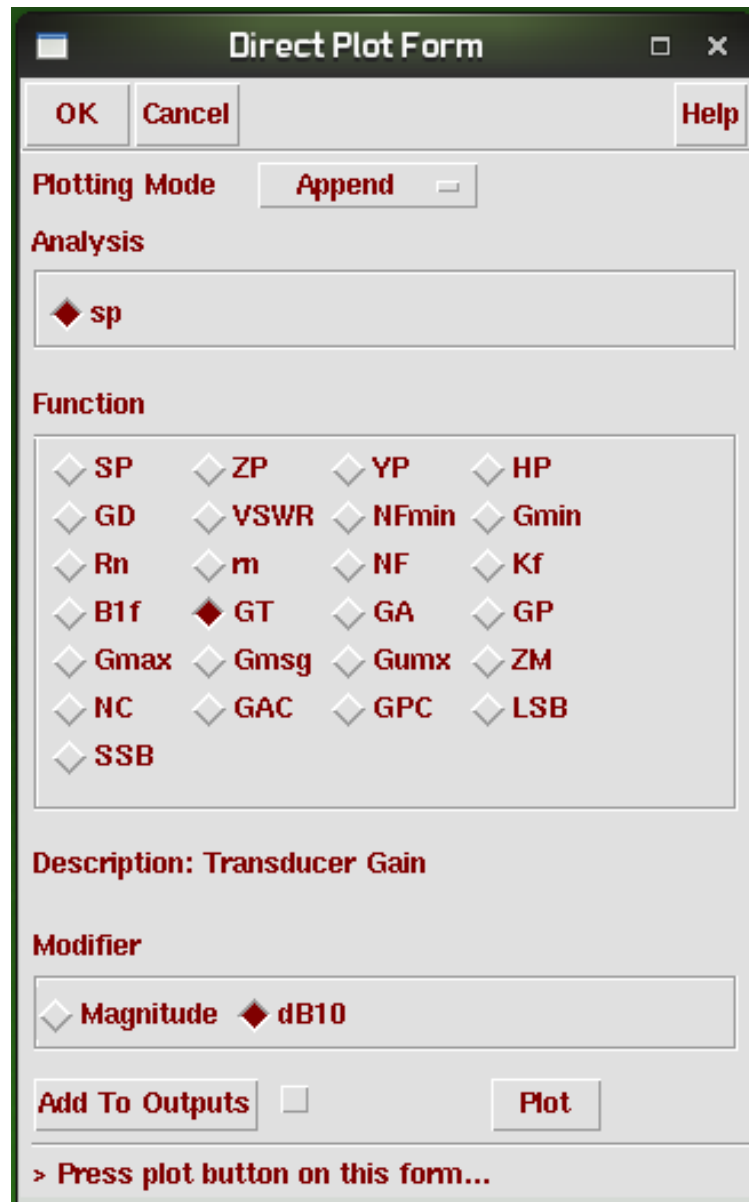 Direct Plot Form
OK Cancel Help
Plotting Mode Append
Analysis
sp
Function
SP ZP YP HP
GD VSWR NFmin Gmin
Rn rn NF Kf
B1f GT GA GP
Gmax Gmsg Gumx ZM
NC GAC GPC LSB
SSB
Description: Transducer Gain
Modifier
Magnitude dB10
Add To Outputs Plot
> Press plot button on this form...